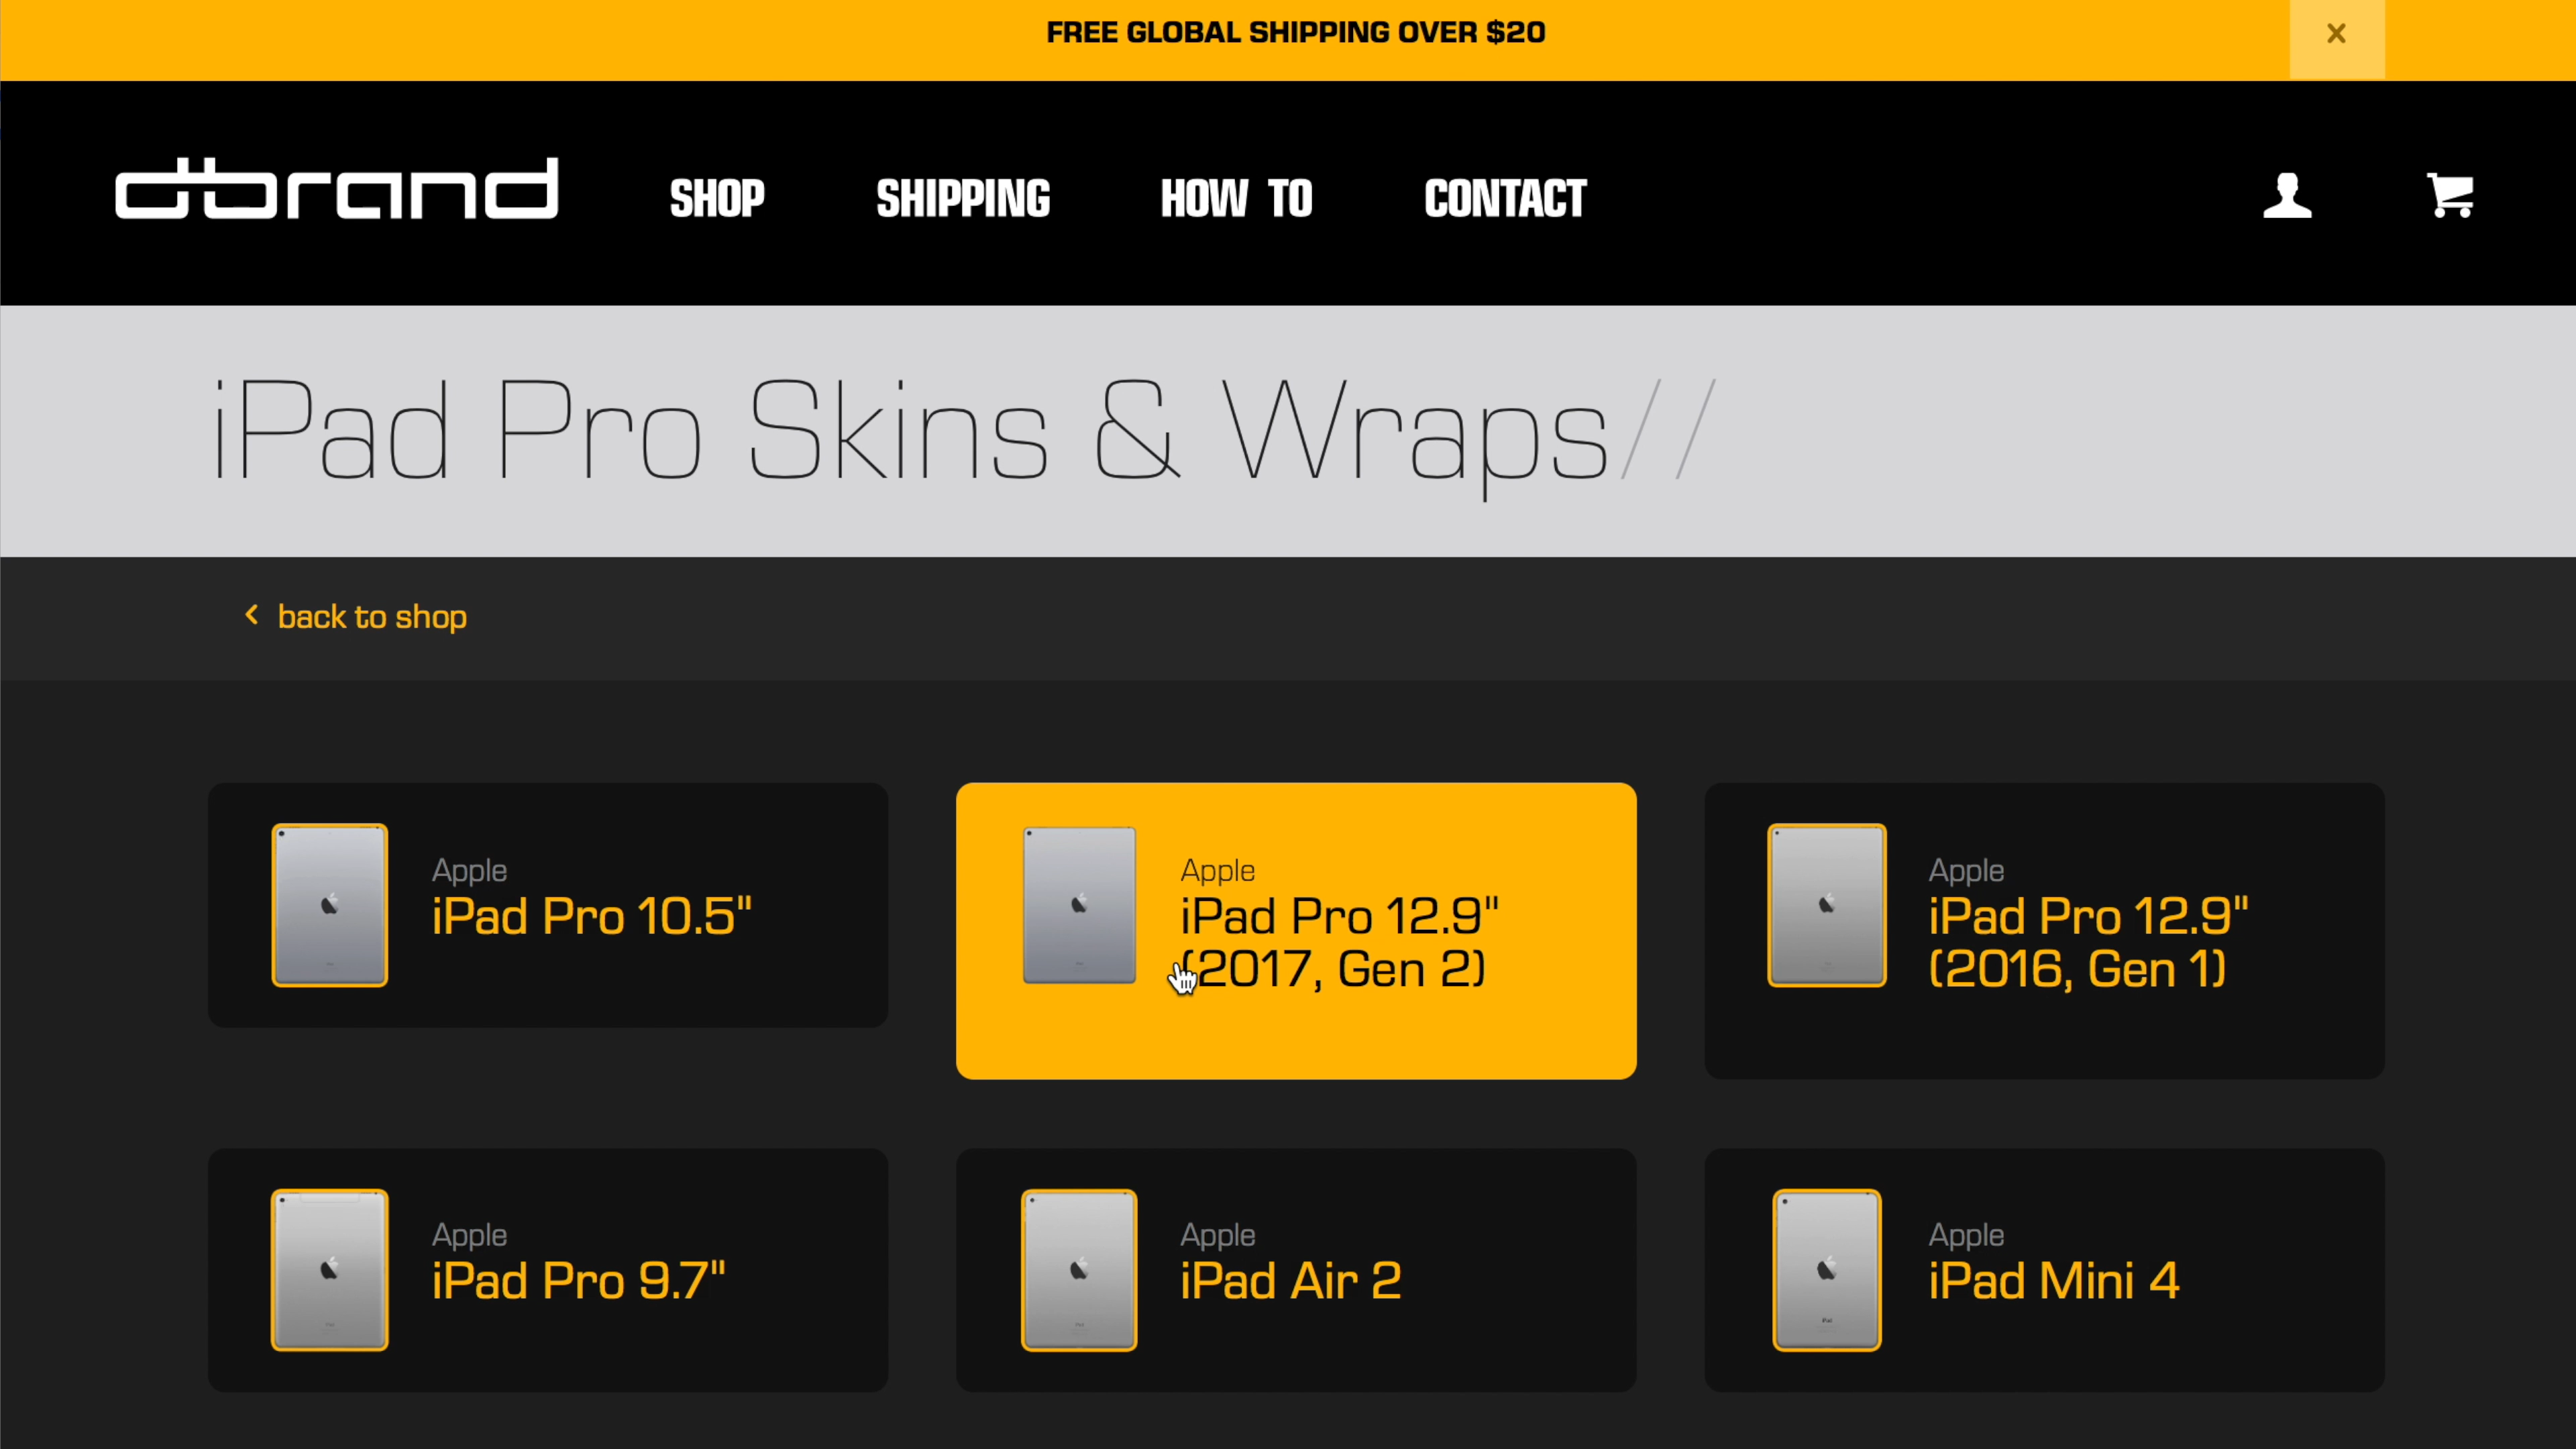 FREE GLOBAL SHIPPING OVER $20
×
dbrand SHOP SHIPPING HOW TO CONTACT
iPad Pro Skins & Wraps//
‹ back to shop
Apple
iPad Pro 10.5"
Apple
iPad Pro 12.9"
(2017, Gen 2)
Apple
iPad Pro 12.9"
(2016, Gen 1)
Apple
iPad Pro 9.7"
Apple
iPad Air 2
Apple
iPad Mini 4